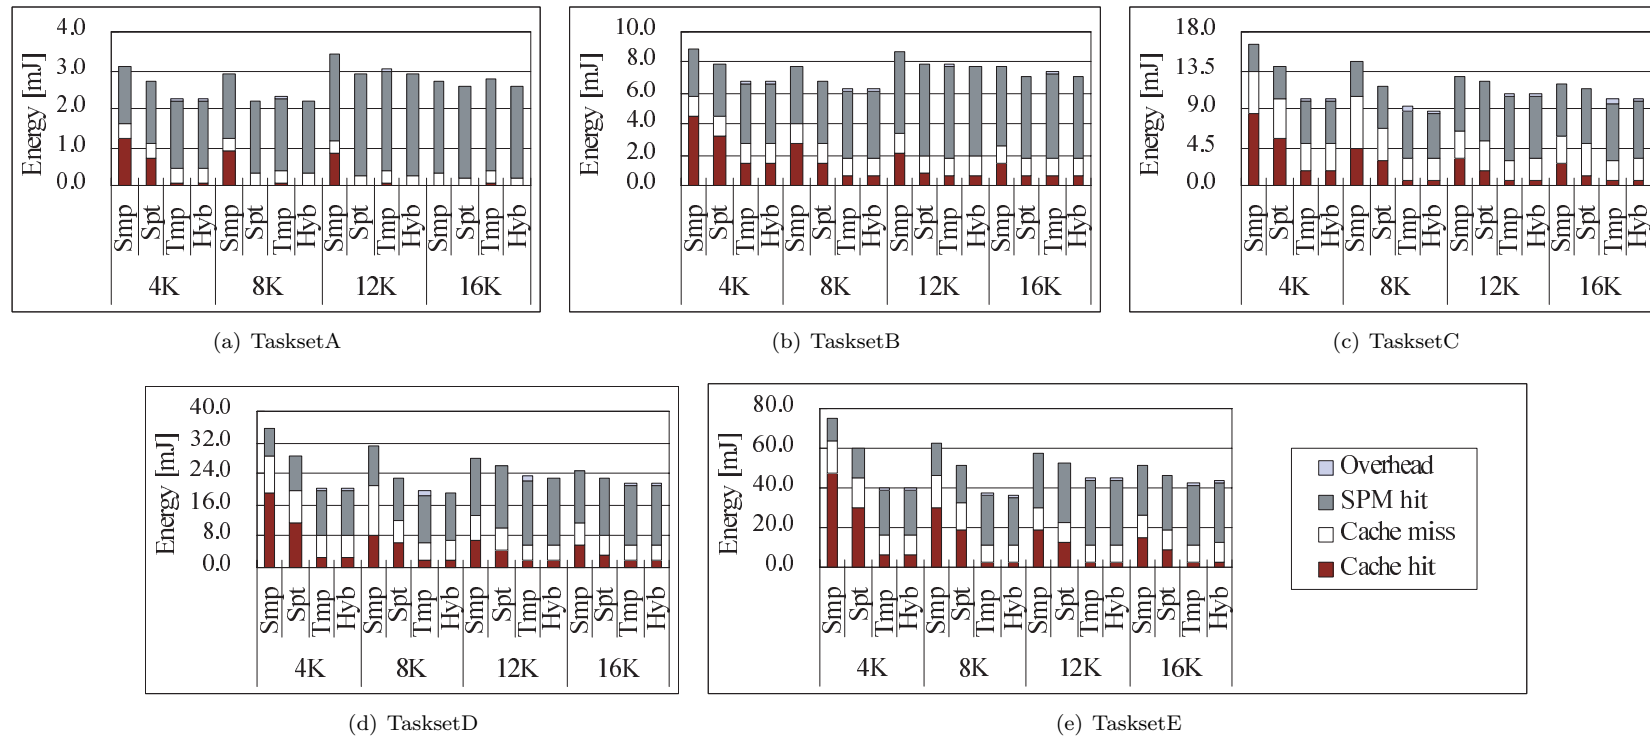 Energy [mJ]
4.0
3.0
2.0
1.0
0.0
Smp Spt Tmp Hyb Smp Spt Tmp Hyb Smp Spt Tmp Hyb Smp Spt Tmp Hyb
4K 8K 12K 16K
(a) TasksetA
Energy [mJ]
10.0
8.0
6.0
4.0
2.0
0.0
Smp Spt Tmp Hyb Smp Spt Tmp Hyb Smp Spt Tmp Hyb Smp Spt Tmp Hyb
4K 8K 12K 16K
(b) TasksetB
Energy [mJ]
18.0
13.5
9.0
4.5
0.0
Smp Spt Tmp Hyb Smp Spt Tmp Hyb Smp Spt Tmp Hyb Smp Spt Tmp Hyb
4K 8K 12K 16K
(c) TasksetC
Energy [mJ]
40.0
32.0
24.0
16.0
8.0
0.0
Smp Spt Tmp Hyb Smp Spt Tmp Hyb Smp Spt Tmp Hyb Smp Spt Tmp Hyb
4K 8K 12K 16K
(d) TasksetD
Energy [mJ]
80.0
60.0
40.0
20.0
0.0
Smp Spt Tmp Hyb Smp Spt Tmp Hyb Smp Spt Tmp Hyb Smp Spt Tmp Hyb
4K 8K 12K 16K
Overhead
SPM hit
Cache miss
Cache hit
(e) TasksetE